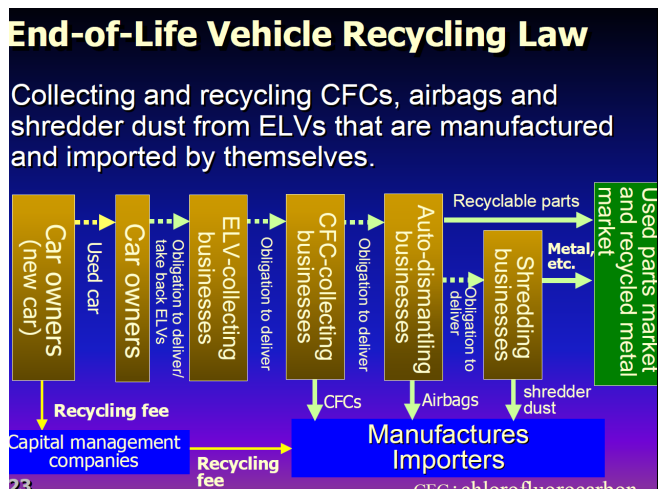 End-of-Life Vehicle Recycling Law
Collecting and recycling CFCs, airbags and
shredder dust from ELVs that are manufactured
and imported by themselves.
Car owners
(new car)
Used car
Car owners
Obligation to deliver/
take back ELVs
ELV-collecting
businesses
Obligation to deliver
CFC-collecting
businesses
Obligation to deliver
Auto-dismantling
businesses
Recyclable parts
Obligation to
deliver
Shredding
businesses
Metal,
etc.
Used parts market
and recycled metal
market
Recycling fee
CFCs
Airbags
shredder
dust
Capital management
companies
Recycling
fee
Manufactures
Importers
23
CFC:chlorofluorocarbon